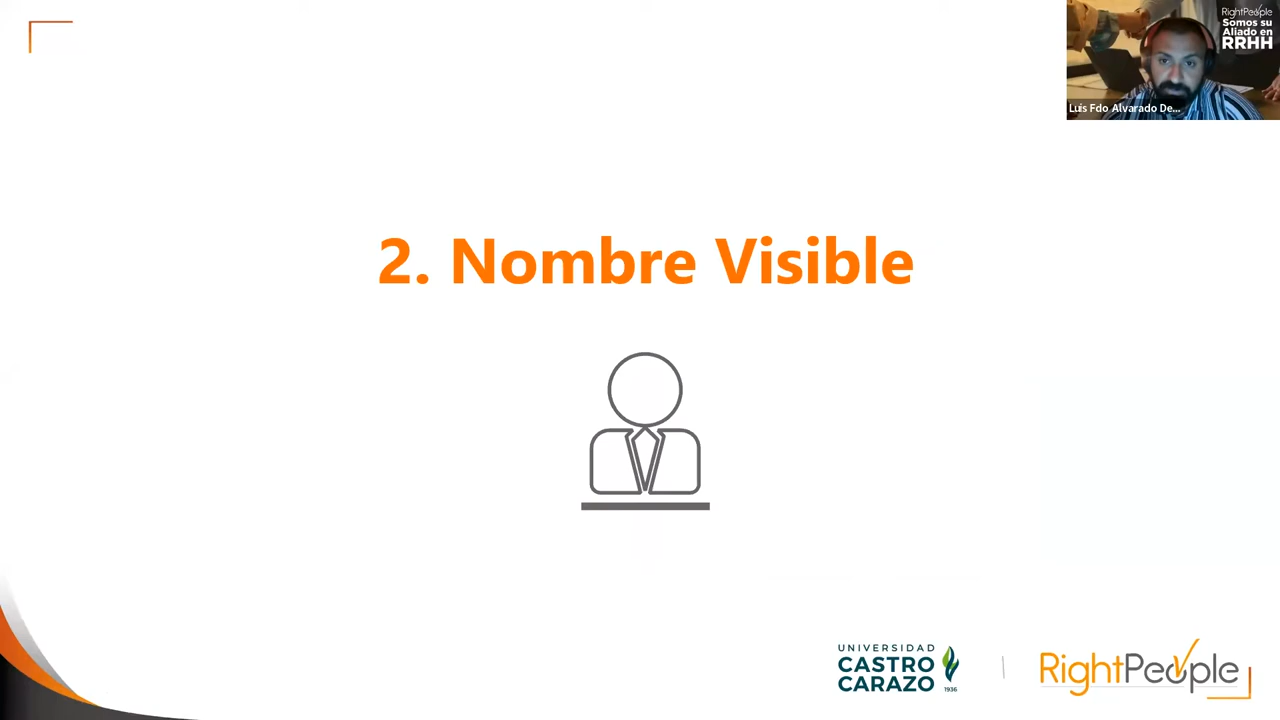 RightPeople
Somos su
Aliado en
RRHH
Luis Fdo Alvarado De...
2. Nombre Visible
UNIVERSIDAD
CASTRO
CARAZO
1936
RightPeople